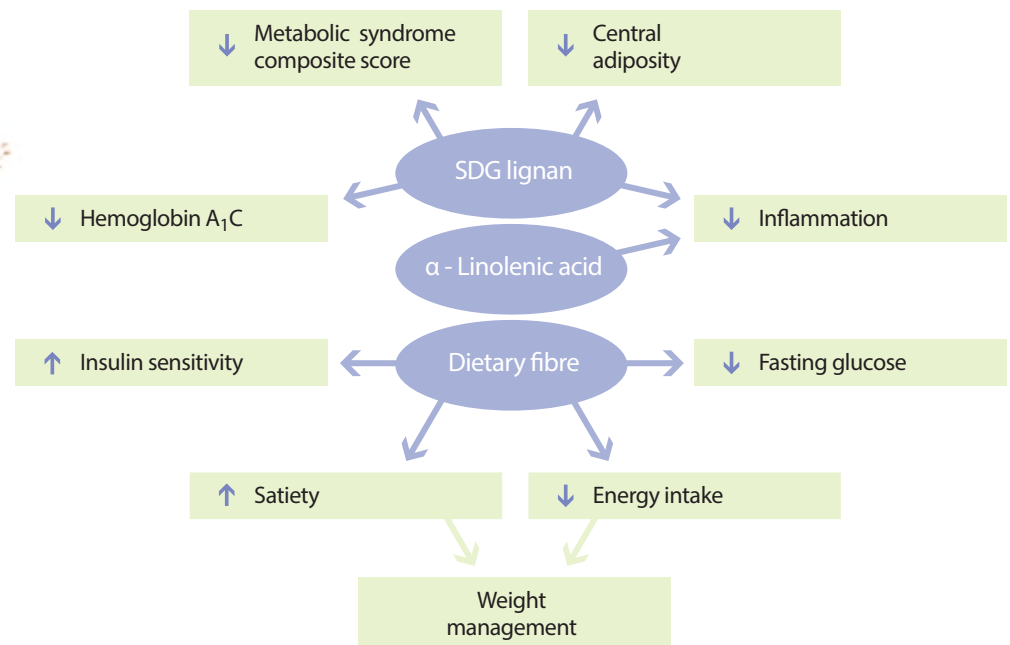 ↓ Metabolic syndrome
composite score
↓ Central
adiposity
SDG lignan
↓ Hemoglobin A₁C
↓ Inflammation
α - Linolenic acid
↑ Insulin sensitivity
Dietary fibre
↓ Fasting glucose
↑ Satiety
↓ Energy intake
Weight
management